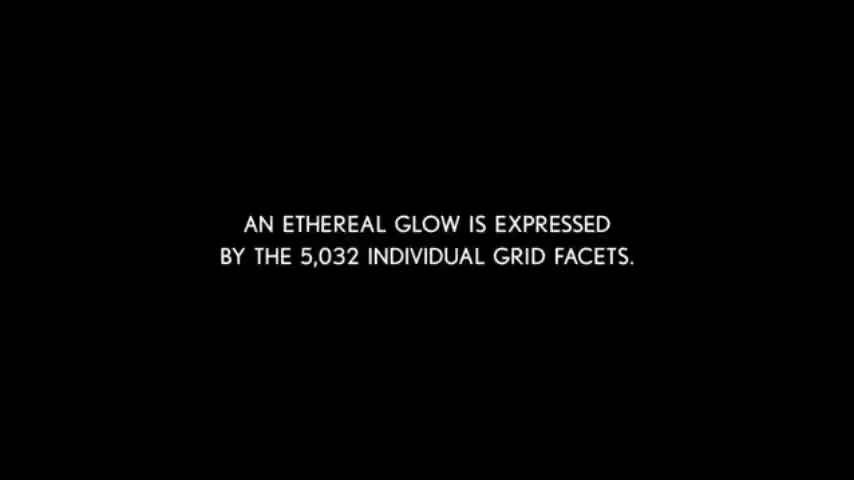 AN ETHEREAL GLOW IS EXPRESSED
BY THE 5,032 INDIVIDUAL GRID FACETS.